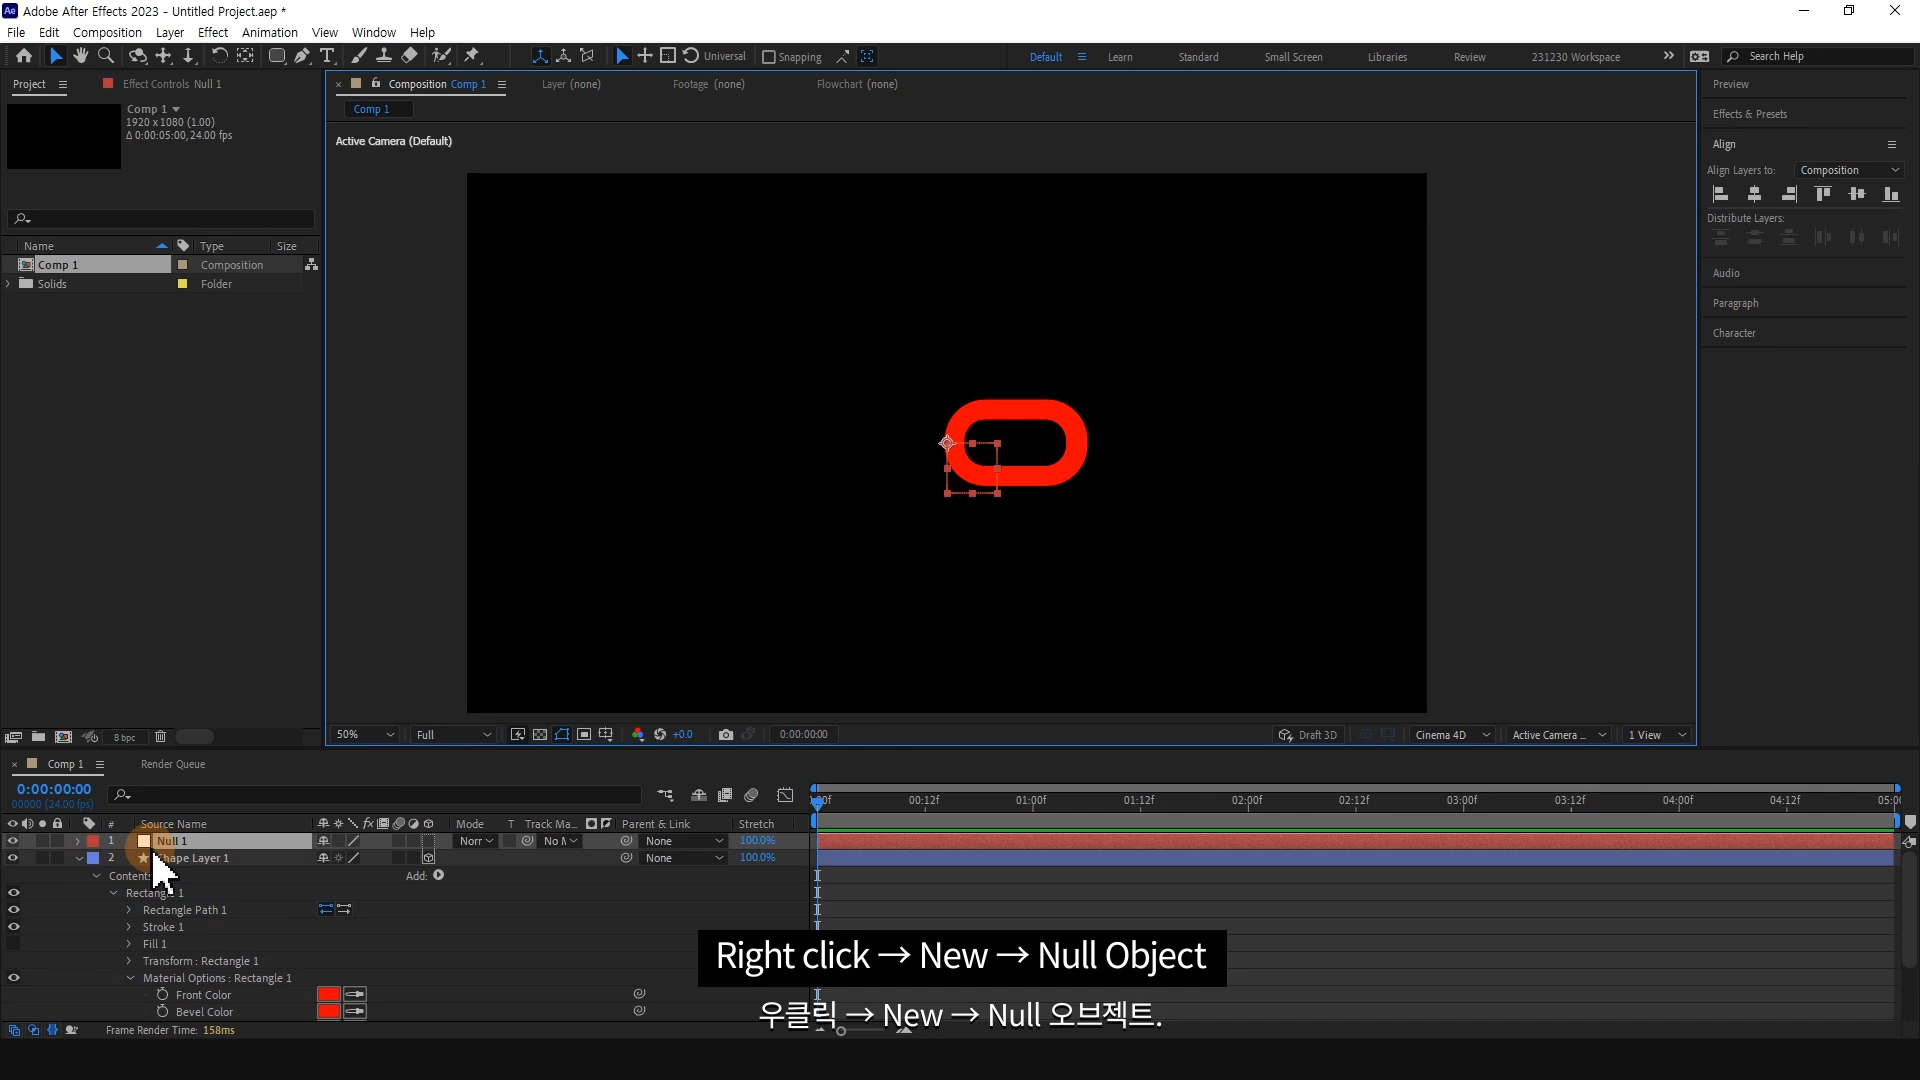 Adobe After Effects 2023 - Untitled Project.aep *
File Edit Composition Layer Effect Animation View Window Help
Universal Snapping Default Learn Standard Small Screen Libraries Review 231230 Workspace Search Help
Project Effect Controls Null 1
Composition Comp 1 Layer (none) Footage (none) Flowchart (none)
Comp 1
1920 x 1080 (1.00)
Δ 0:00:05:00, 24.00 fps
Comp 1
Active Camera (Default)
Name Type Size
Comp 1 Composition
Solids Folder
Preview
Effects & Presets
Align
Align Layers to: Composition
Distribute Layers:
Audio
Paragraph
Character
8 bpc
50% Full +0.0 0:00:00:00 Draft 3D Cinema 4D Active Camera ... 1 View
Comp 1 Render Queue
0:00:00:00
00000 (24.00 fps)
:00f 00:12f 01:00f 01:12f 02:00f 02:12f 03:00f 03:12f 04:00f 04:12f 05:0
# Source Name fx Mode T Track Ma... Parent & Link Stretch
1 Null 1 Norr No M None 100.0%
2 hape Layer 1 None 100.0%
Content Add:
Rectang 1
Rectangle Path 1
Stroke 1
Fill 1
Transform : Rectangle 1
Material Options : Rectangle 1
Front Color
Bevel Color
Frame Render Time: 158ms
Right click → New → Null Object
우클릭 → New → Null 오브젝트.